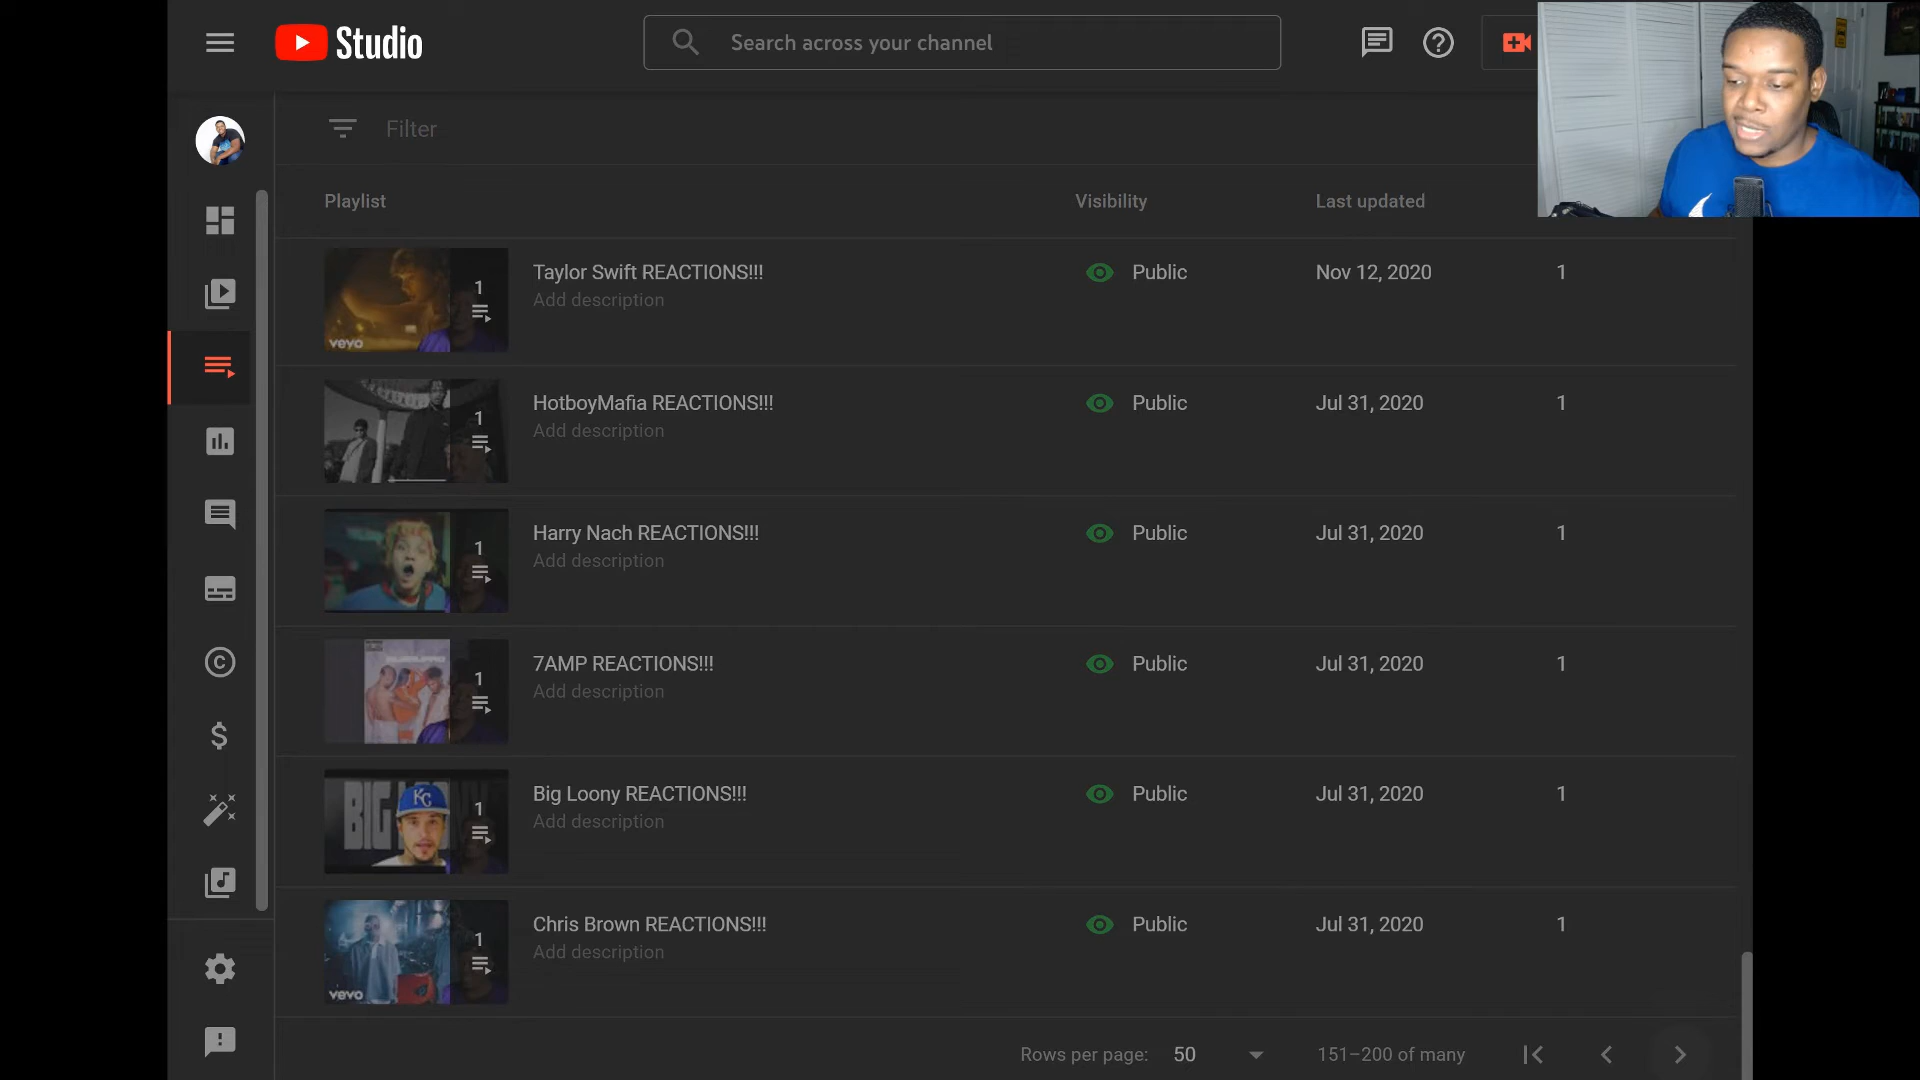 Studio
Search across your channel
Filter
Playlist Visibility Last updated
1 Taylor Swift REACTIONS!!! Public Nov 12, 2020 1
Add description
vevo
1 HotboyMafia REACTIONS!!! Public Jul 31, 2020 1
Add description
1 Harry Nach REACTIONS!!! Public Jul 31, 2020 1
Add description
1 7AMP REACTIONS!!! Public Jul 31, 2020 1
Add description
BIG
KC
1 Big Loony REACTIONS!!! Public Jul 31, 2020 1
Add description
1 Chris Brown REACTIONS!!! Public Jul 31, 2020 1
Add description
vevo
Rows per page: 50 151–200 of many